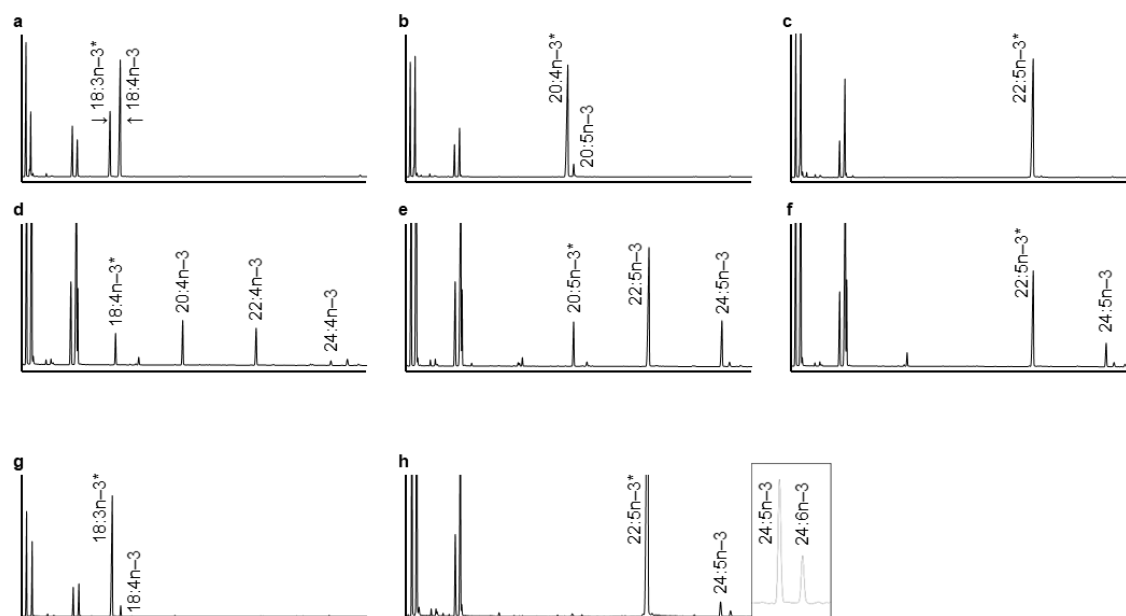 a
↓ 18:3n–3*
↑ 18:4n–3
b
20:4n–3*
20:5n–3
c
22:5n–3*
d
18:4n–3*
20:4n–3
22:4n–3
24:4n–3
e
20:5n–3*
22:5n–3
24:5n–3
f
22:5n–3*
24:5n–3
g
18:3n–3*
18:4n–3
h
22:5n–3*
24:5n–3
24:5n–3
24:6n–3